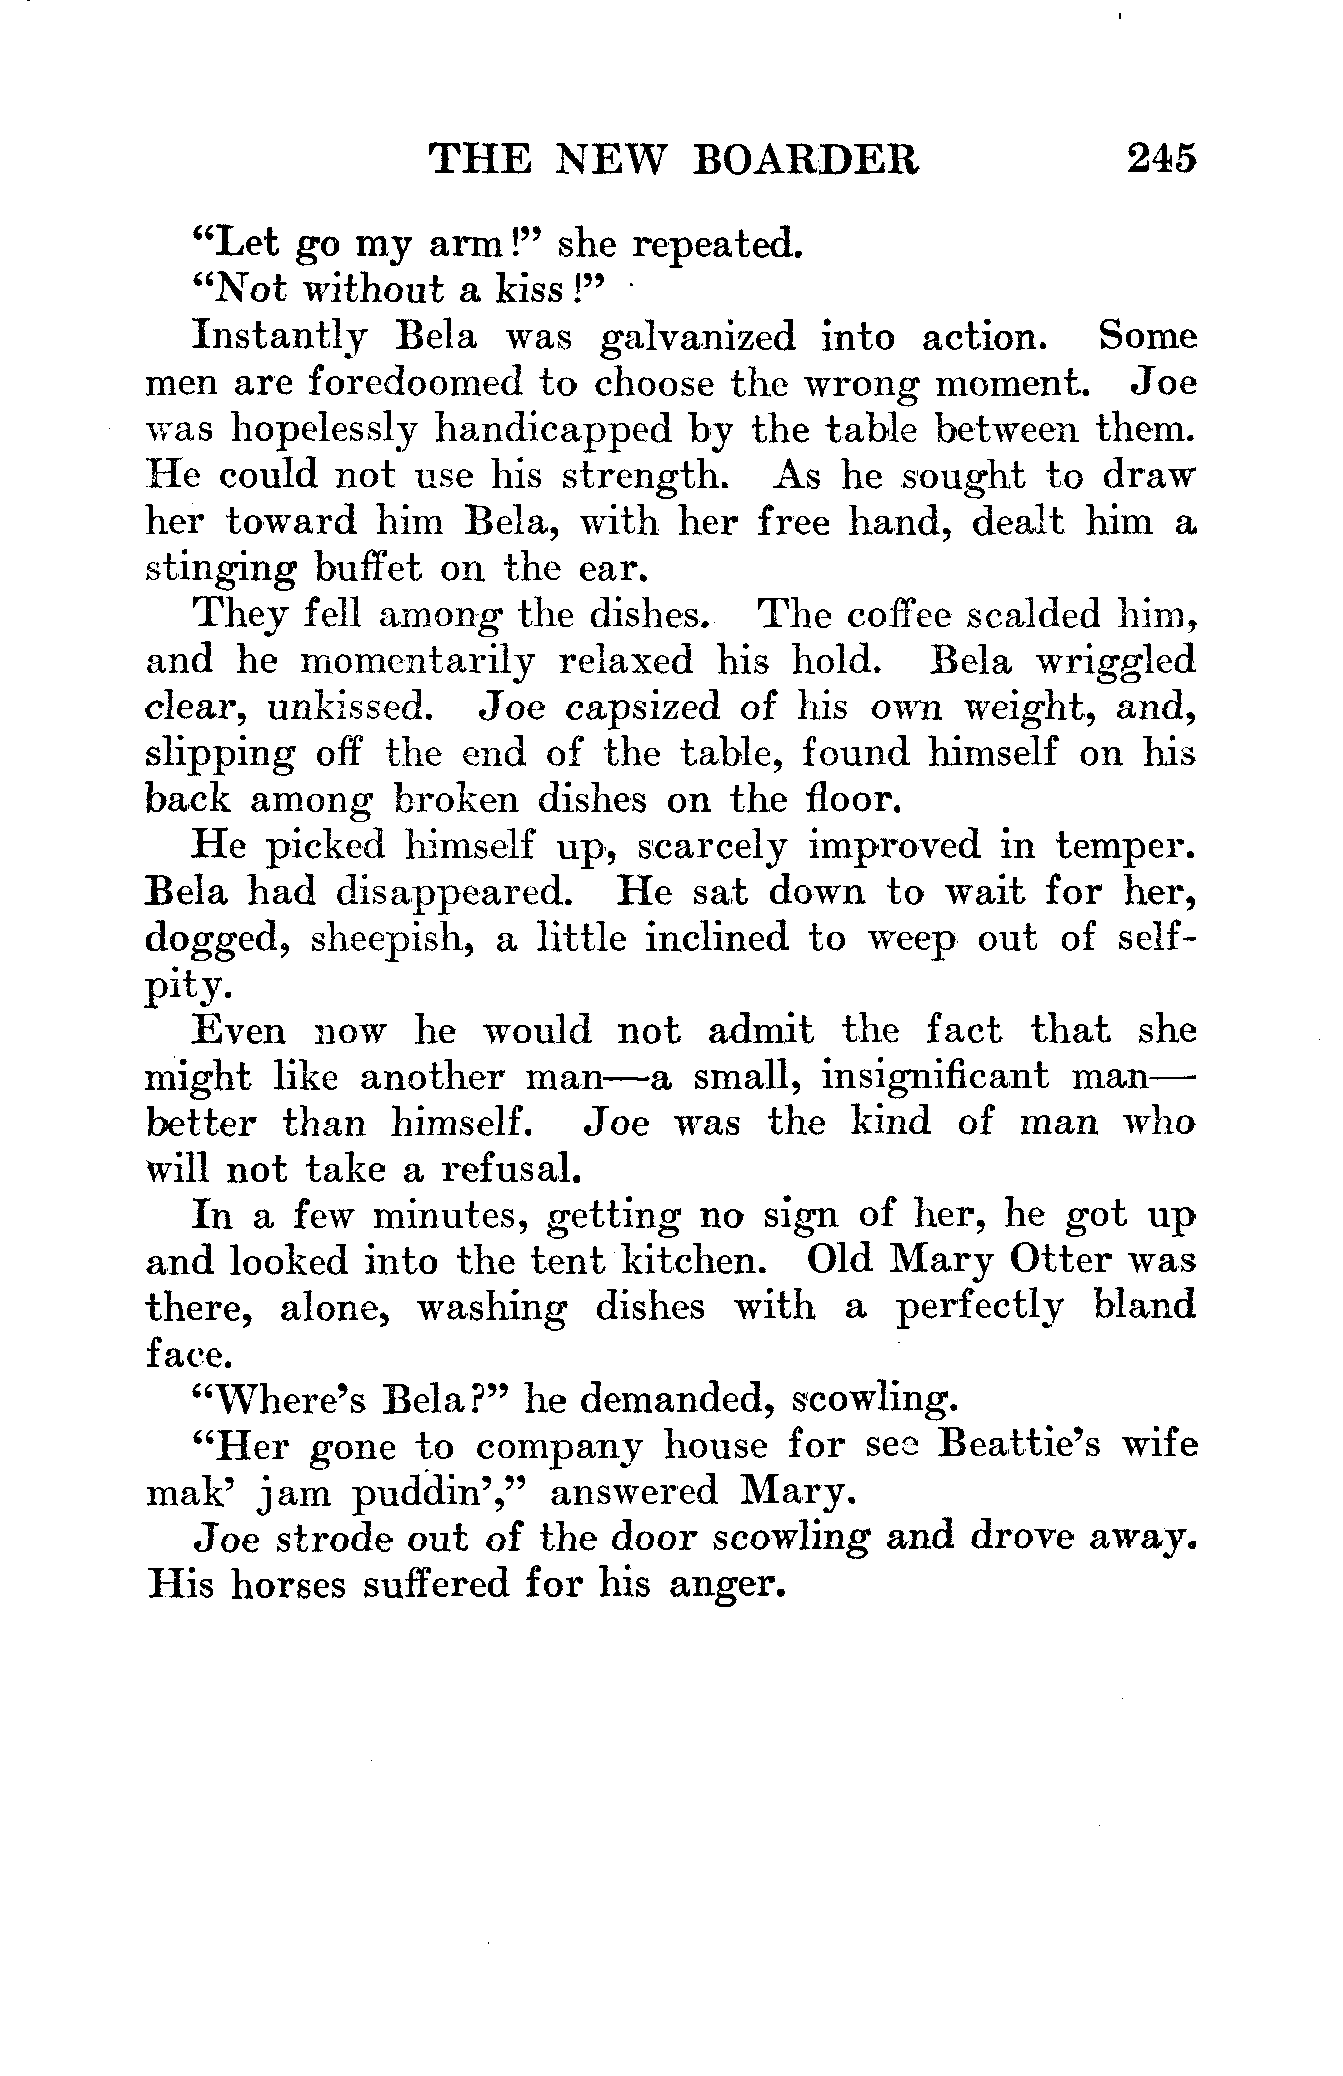 THE NEW BOARDER 245
“Let go my arm!” she repeated.
“Not without a kiss!”
Instantly Bela was galvanized into action. Some
men are foredoomed to choose the wrong moment. Joe
was hopelessly handicapped by the table between them.
He could not use his strength. As he sought to draw
her toward him Bela, with her free hand, dealt him a
stinging buffet on the ear.
They fell among the dishes. The coffee scalded him,
and he momentarily relaxed his hold. Bela wriggled
clear, unkissed. Joe capsized of his own weight, and,
slipping off the end of the table, found himself on his
back among broken dishes on the floor.
He picked himself up, scarcely improved in temper.
Bela had disappeared. He sat down to wait for her,
dogged, sheepish, a little inclined to weep out of self-
pity.
Even now he would not admit the fact that she
might like another man—a small, insignificant man—
better than himself. Joe was the kind of man who
will not take a refusal.
In a few minutes, getting no sign of her, he got up
and looked into the tent kitchen. Old Mary Otter was
there, alone, washing dishes with a perfectly bland
face.
“Where’s Bela?” he demanded, scowling.
“Her gone to company house for see Beattie’s wife
mak’ jam puddin’,” answered Mary.
Joe strode out of the door scowling and drove away.
His horses suffered for his anger.